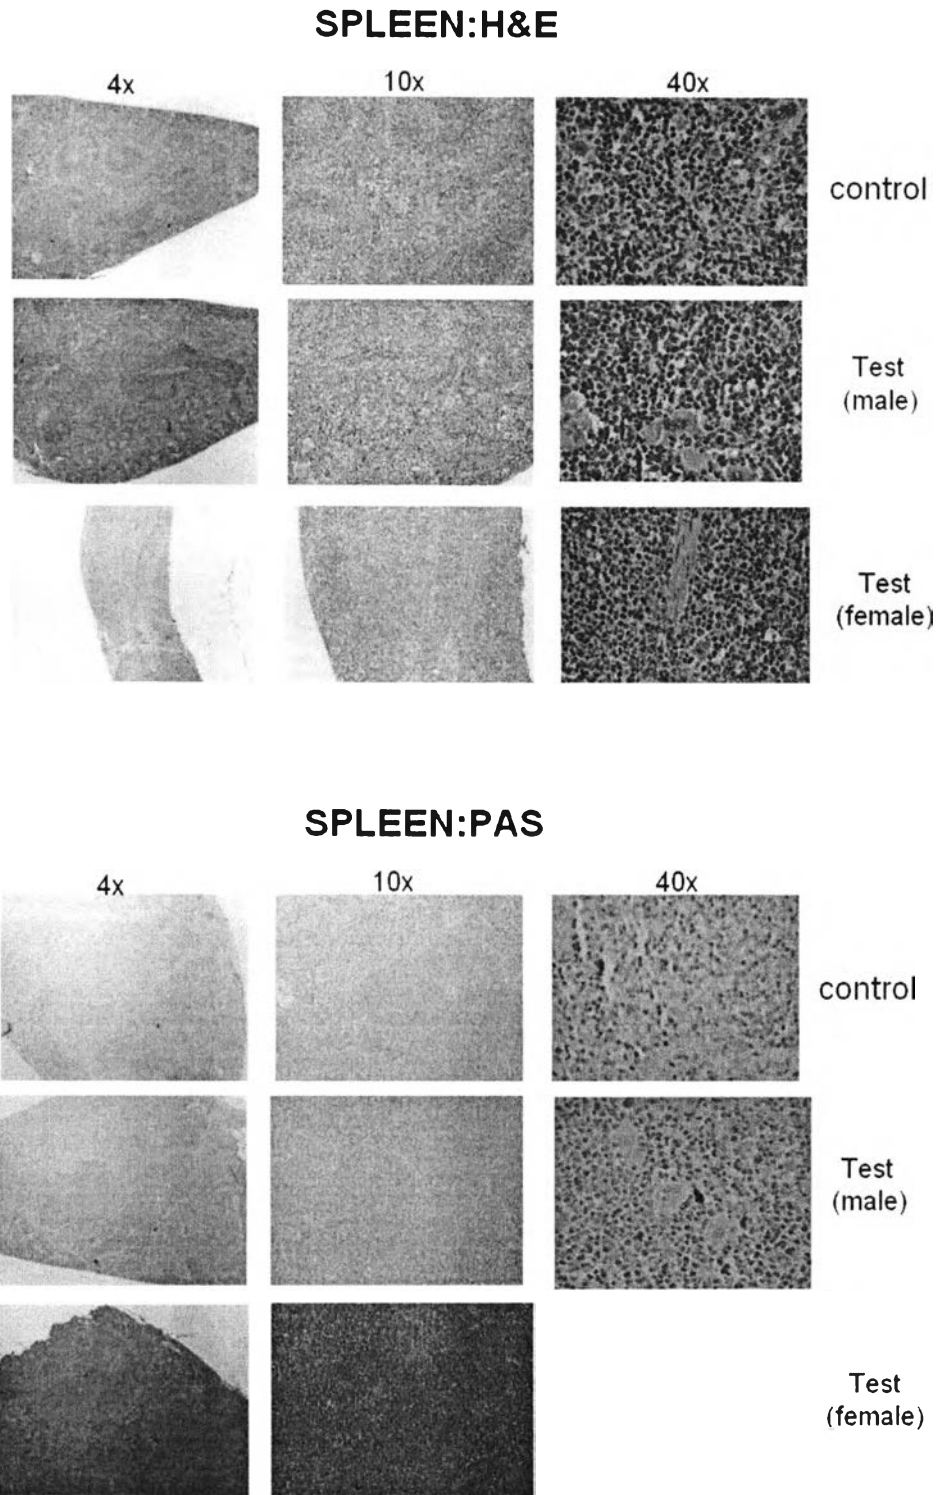 SPLEEN:H&E
4x 10x 40x
control
Test
(male)
Test
(female)
SPLEEN:PAS
4x 10x 40x
control
Test
(male)
Test
(female)